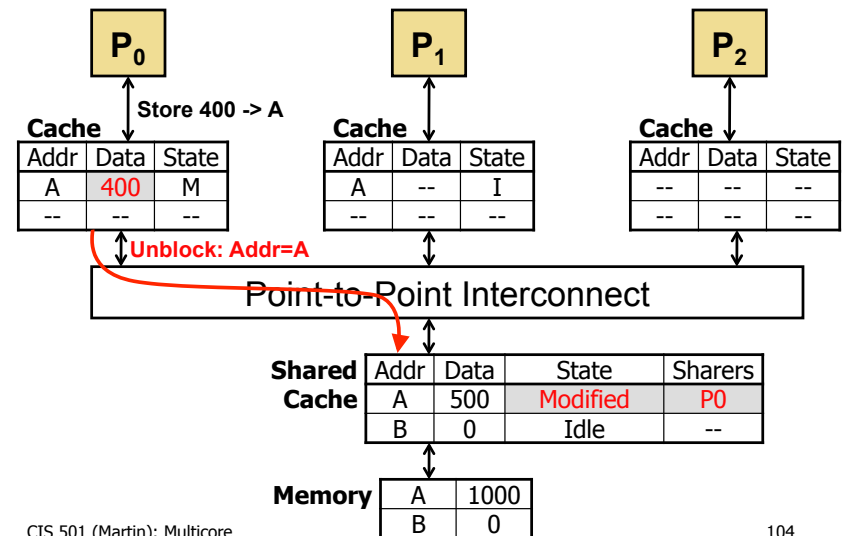 P0 P1 P2
Store 400 -> A
Cache Cache Cache
Addr Data State Addr Data State Addr Data State
A 400 M A -- I -- -- --
-- -- -- -- -- -- -- -- --
Unblock: Addr=A
Point-to-Point Interconnect
Shared Addr Data State Sharers
Cache A 500 Modified P0
B 0 Idle --
Memory A 1000
B 0
CIS 501 (Martin): Multicore 104